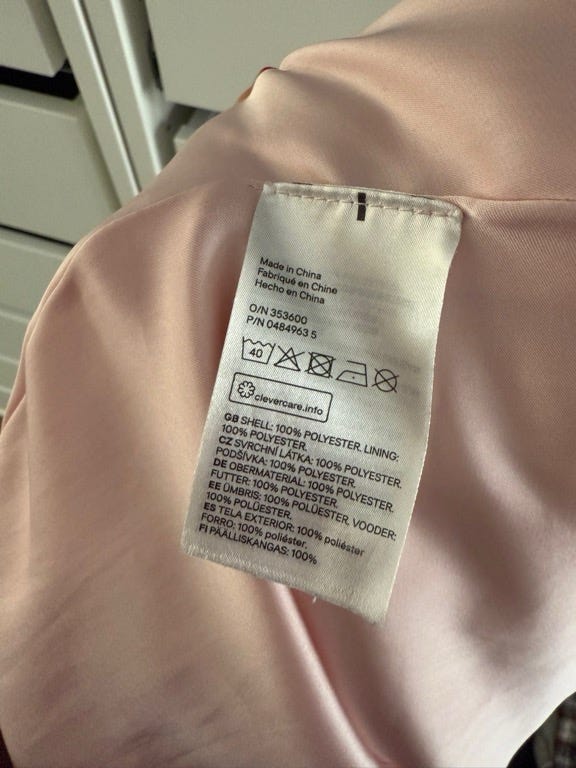 Made in China
Fabriqué en Chine
Hecho en China
O/N 353600
P/N 0484963 5
40
clevercare.info
GB SHELL: 100% POLYESTER. LINING:
100% POLYESTER.
CZ SVRCHNÍ LÁTKA: 100% POLYESTER.
PODŠÍVKA: 100% POLYESTER.
DE OBERMATERIAL: 100% POLYESTER.
FUTTER: 100% POLYESTER.
EE ÜMBRIS: 100% POLÜESTER. VOODER:
100% POLÜESTER.
ES TELA EXTERIOR: 100% poliéster
FORRO: 100% poliéster.
FI PÄÄLLISKANGAS: 100%